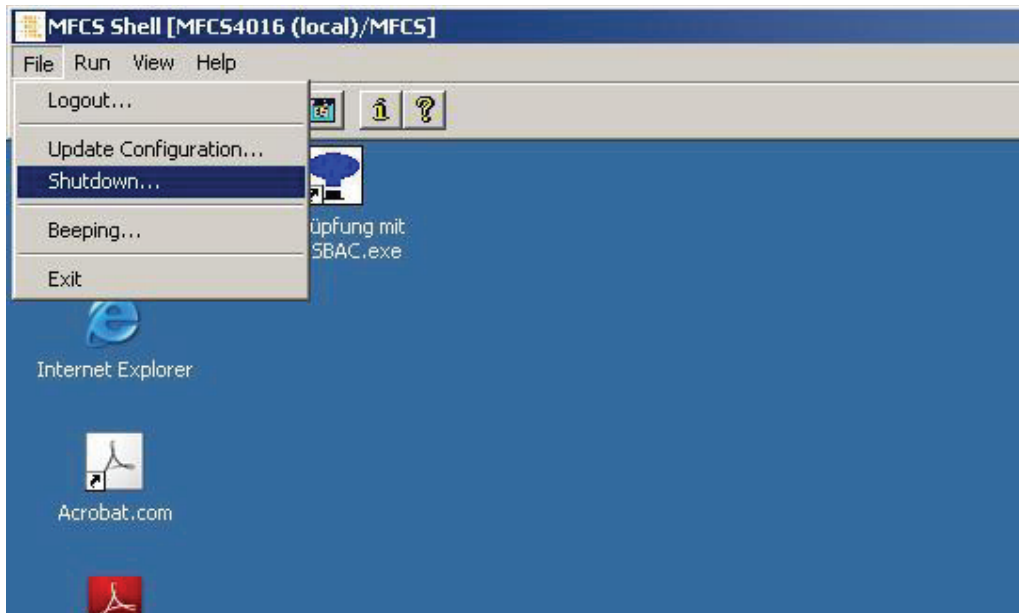 MFCS Shell [MFCS4016 (local)/MFCS]
File Run View Help
Logout...
Update Configuration...
Shutdown...
Beeping...
Exit
üpfung mit
SBAC.exe
Internet Explorer
Acrobat.com